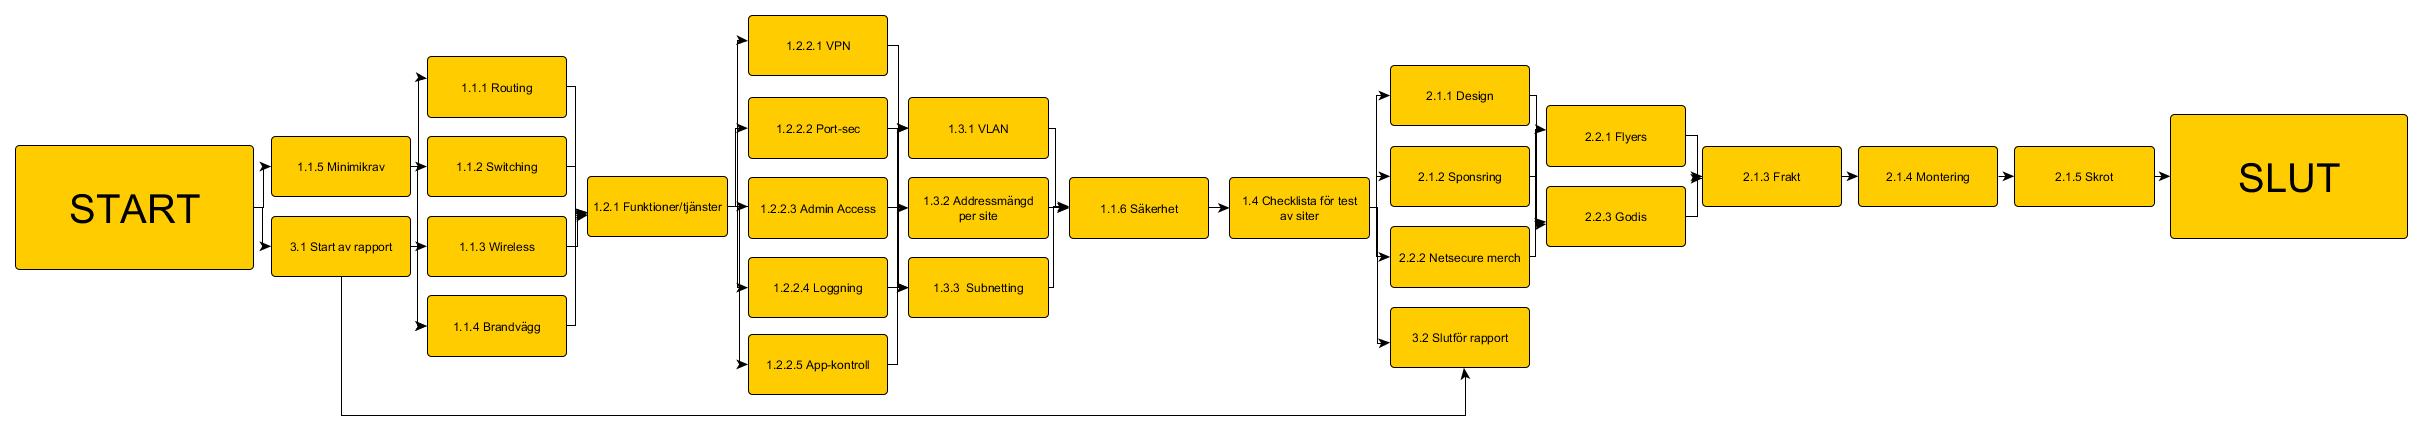 START
1.1.5 Minimikrav
3.1 Start av rapport
1.1.1 Routing
1.1.2 Switching
1.1.3 Wireless
1.1.4 Brandvägg
1.2.1 Funktioner/tjänster
1.2.2.1 VPN
1.2.2.2 Port-sec
1.2.2.3 Admin Access
1.2.2.4 Loggning
1.2.2.5 App-kontroll
1.3.1 VLAN
1.3.2 Addressmängd
per site
1.3.3 Subnetting
1.1.6 Säkerhet
1.4 Checklista för test
av siter
2.1.1 Design
2.1.2 Sponsring
2.2.2 Netsecure merch
3.2 Slutför rapport
2.2.1 Flyers
2.2.3 Godis
2.1.3 Frakt
2.1.4 Montering
2.1.5 Skrot
SLUT